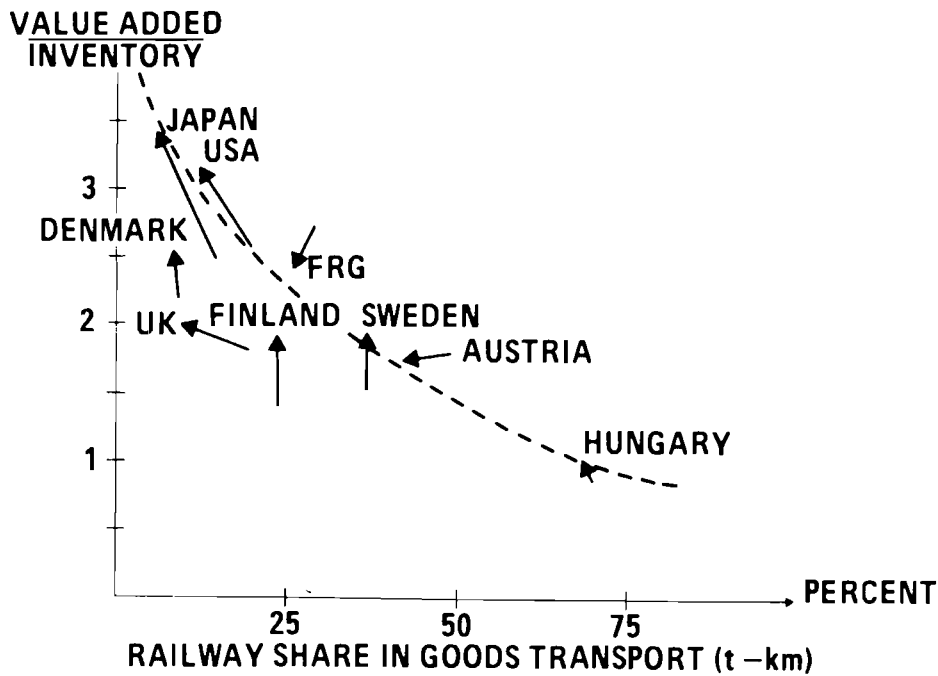 VALUE ADDED
INVENTORY
JAPAN
USA
3
DENMARK
FRG
2
UK
FINLAND
SWEDEN
AUSTRIA
HUNGARY
1
PERCENT
25
50
75
RAILWAY SHARE IN GOODS TRANSPORT (t –km)